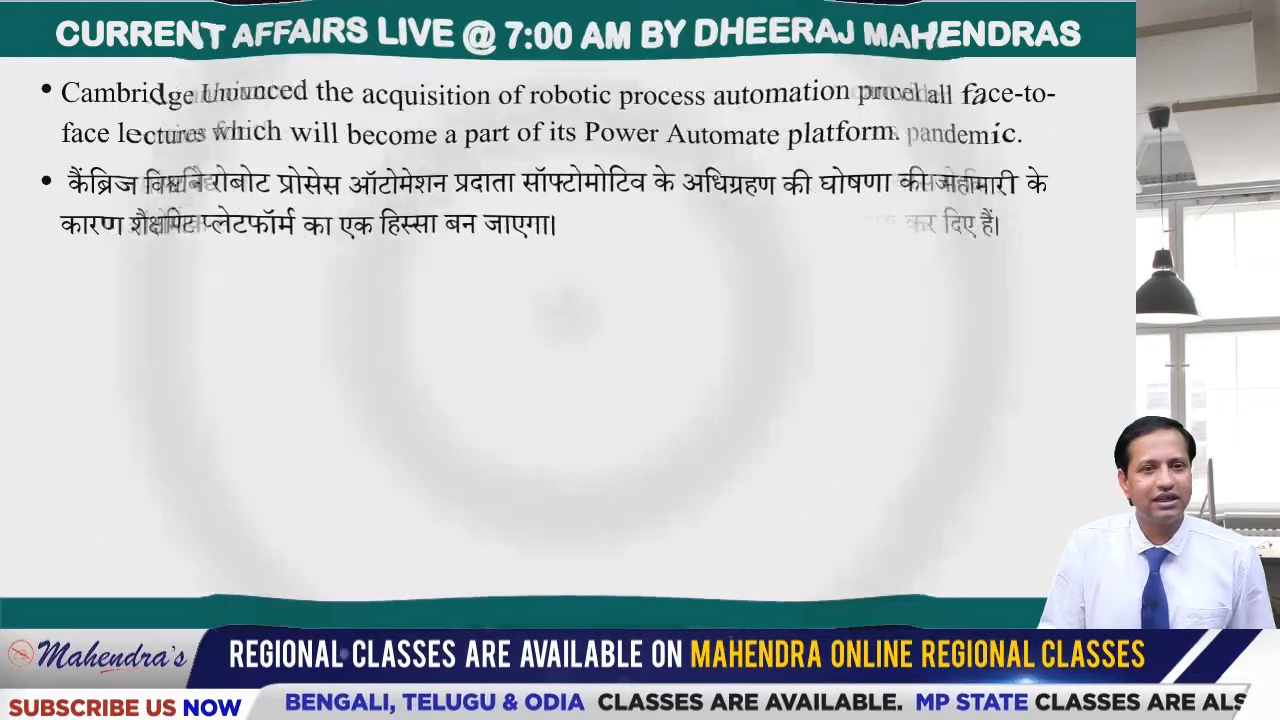 CURRENT AFFAIRS LIVE @ 7:00 AM BY DHEERAJ MAHENDRAS
• Cambridge the acquisition of robotic process automation all face-to-
face lectures which will become a part of its Power Automate platform pandemic.
• कैंब्रिज रोबोट प्रोसेस ऑटोमेशन प्रदाता सॉफ्टोमोटिव के अधिग्रहण की घोषणा की महामारी के
कारण प्लेटफॉर्म का एक हिस्सा बन जाएगा। कर दिए हैं।
Mahendra's
REGIONAL CLASSES ARE AVAILABLE ON MAHENDRA ONLINE REGIONAL CLASSES
SUBSCRIBE US NOW
BENGALI, TELUGU & ODIA CLASSES ARE AVAILABLE. MP STATE CLASSES ARE ALS